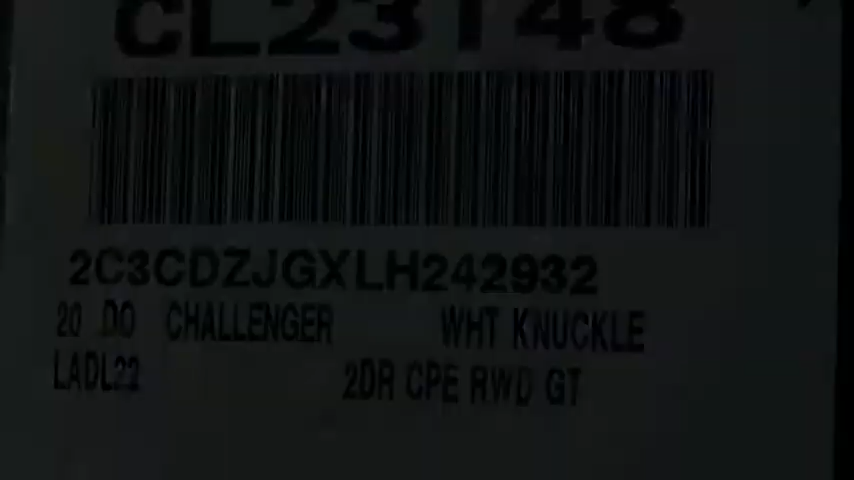 CL23148
2C3CDZJGXLH242932
20 DO CHALLENGER WHT KNUCKLE
LADL22 2DR CPE RWD GT